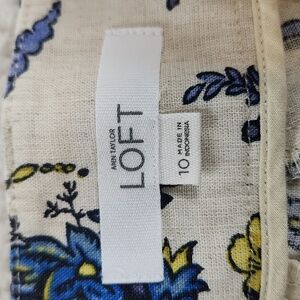 ANN TAYLOR
LOFT
10
MADE IN
INDONESIA